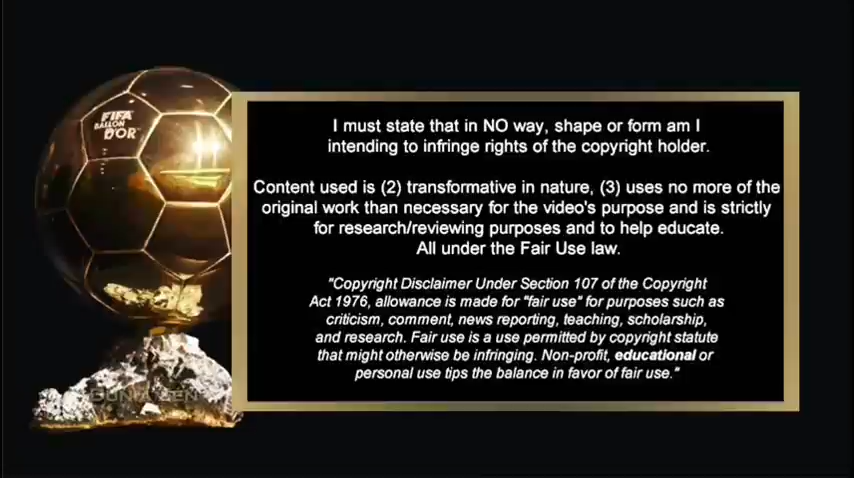 FIFA
BALLON
D'OR
I must state that in NO way, shape or form am I
intending to infringe rights of the copyright holder.
Content used is (2) transformative in nature, (3) uses no more of the
original work than necessary for the video's purpose and is strictly
for research/reviewing purposes and to help educate.
All under the Fair Use law.
"Copyright Disclaimer Under Section 107 of the Copyright
Act 1976, allowance is made for "fair use" for purposes such as
criticism, comment, news reporting, teaching, scholarship,
and research. Fair use is a use permitted by copyright statute
that might otherwise be infringing. Non-profit, educational or
personal use tips the balance in favor of fair use."